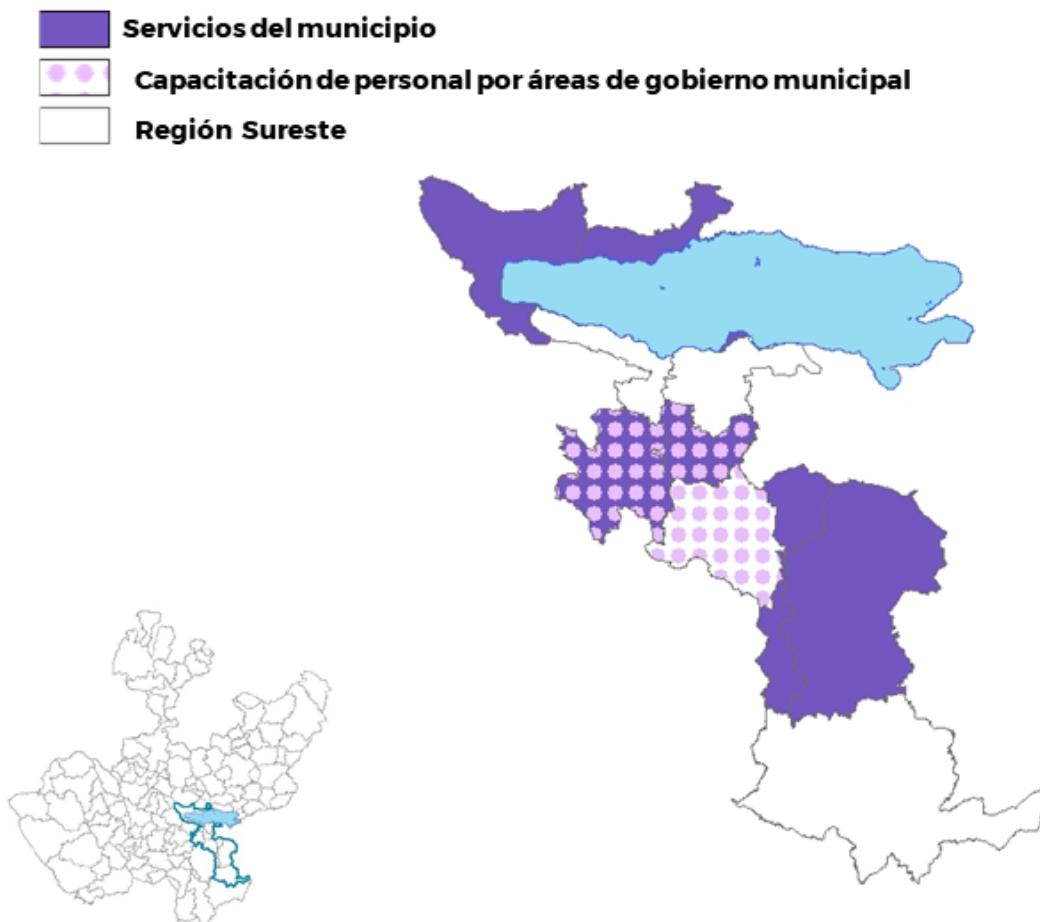 Servicios del municipio
Capacitación de personal por áreas de gobierno municipal
Región Sureste